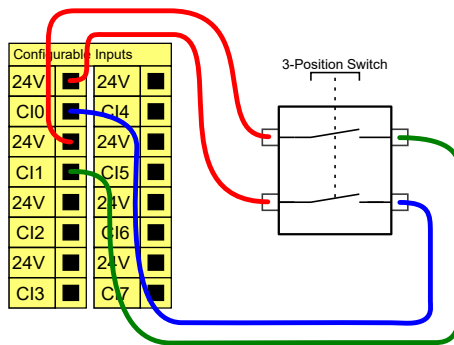 Configurable Inputs
24V 24V
CI0 CI4
24V 24V
CI1 CI5
24V 24V
CI2 CI6
24V 24V
CI3 CI7
3-Position Switch